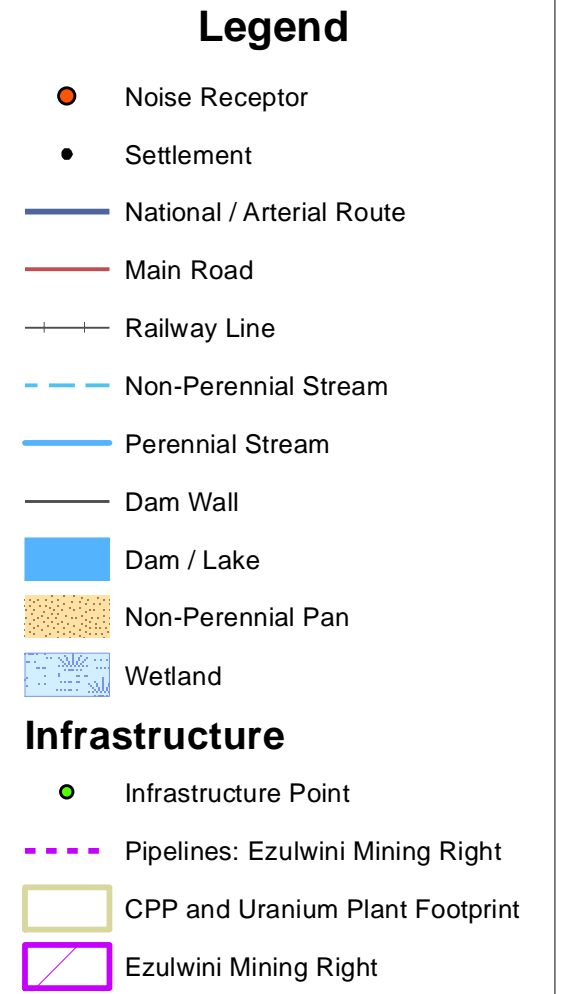 Legend
Noise Receptor
Settlement
National / Arterial Route
Main Road
Railway Line
Non-Perennial Stream
Perennial Stream
Dam Wall
Dam / Lake
Non-Perennial Pan
Wetland
Infrastructure
Infrastructure Point
Pipelines: Ezulwini Mining Right
CPP and Uranium Plant Footprint
Ezulwini Mining Right